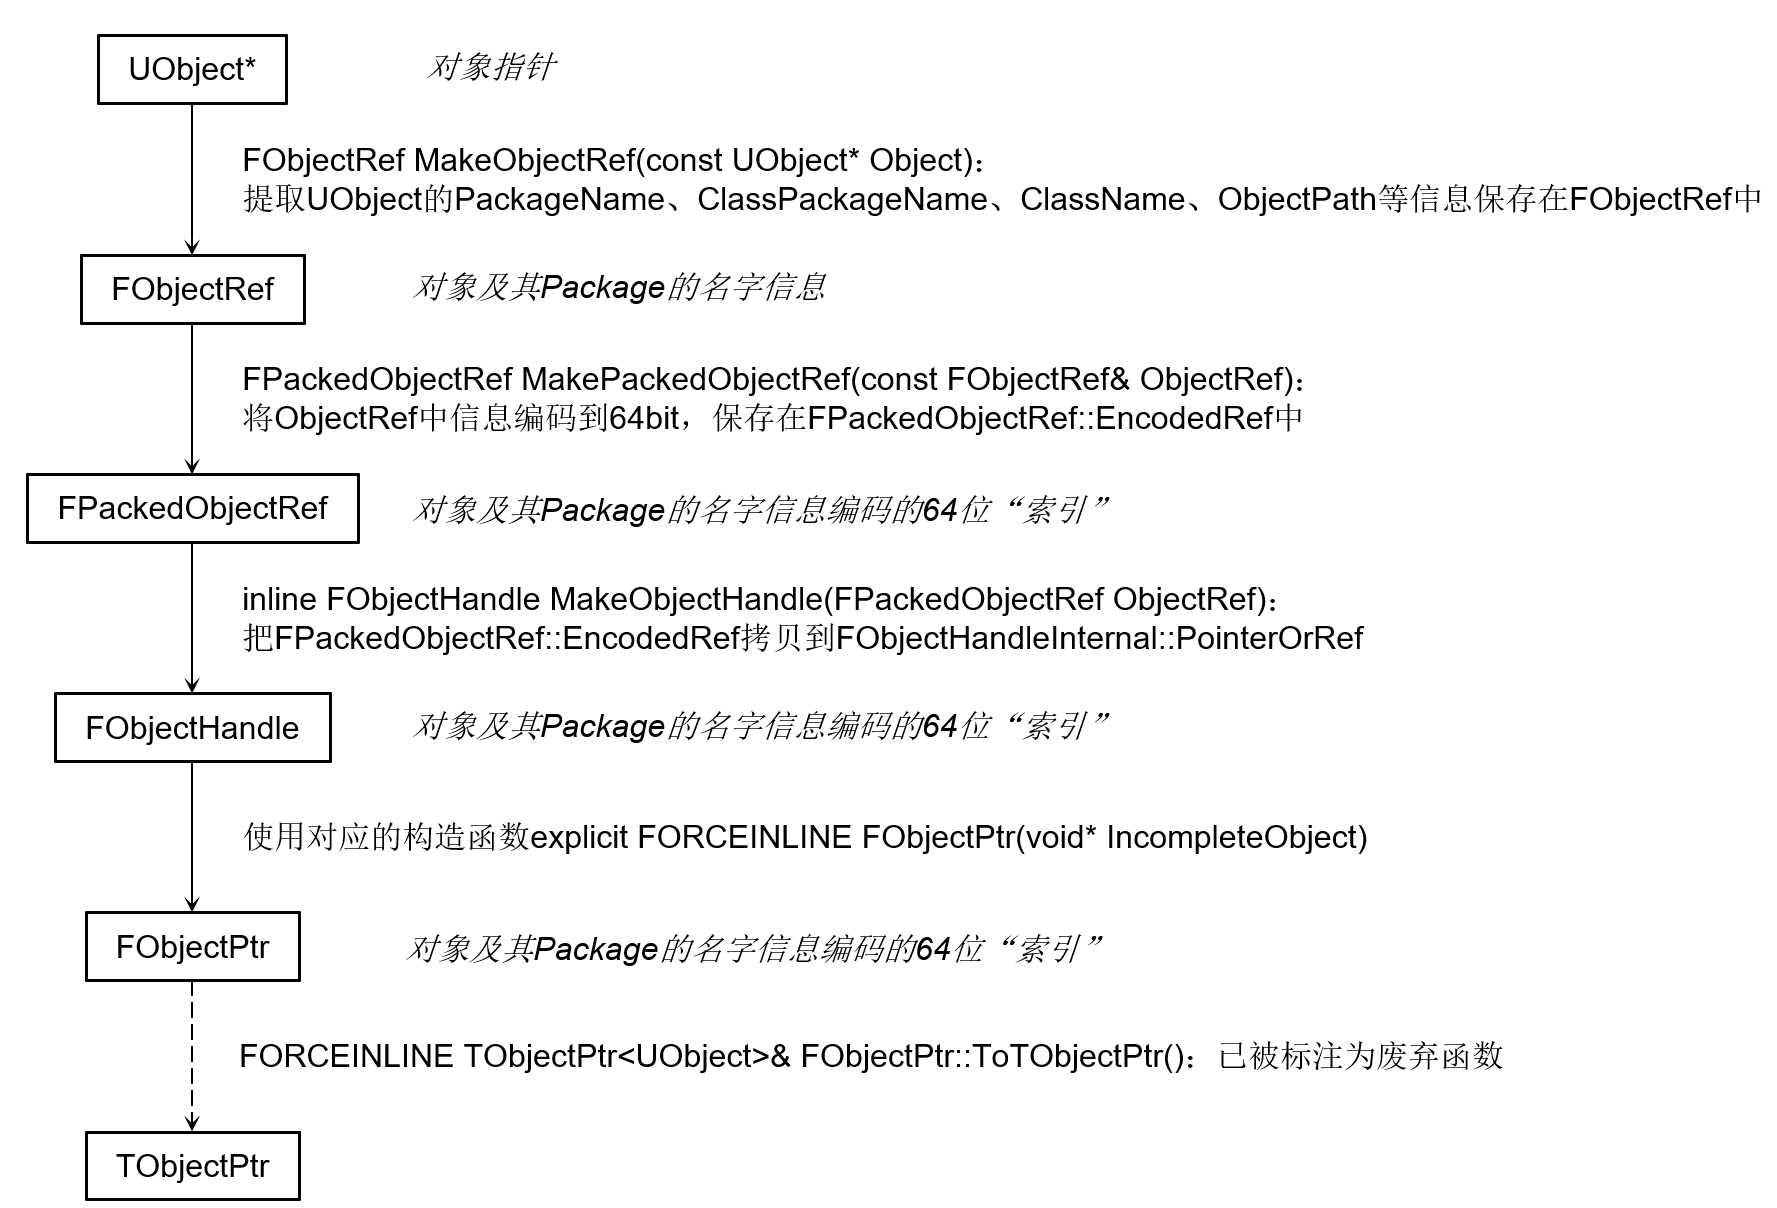 UObject*
对象指针
FObjectRef MakeObjectRef(const UObject* Object)：
提取UObject的PackageName、ClassPackageName、ClassName、ObjectPath等信息保存在FObjectRef中
FObjectRef
对象及其Package的名字信息
FPackedObjectRef MakePackedObjectRef(const FObjectRef& ObjectRef)：
将ObjectRef中信息编码到64bit，保存在FPackedObjectRef::EncodedRef中
FPackedObjectRef
对象及其Package的名字信息编码的64位“索引”
inline FObjectHandle MakeObjectHandle(FPackedObjectRef ObjectRef)：
把FPackedObjectRef::EncodedRef拷贝到FObjectHandleInternal::PointerOrRef
FObjectHandle
对象及其Package的名字信息编码的64位“索引”
使用对应的构造函数explicit FORCEINLINE FObjectPtr(void* IncompleteObject)
FObjectPtr
对象及其Package的名字信息编码的64位“索引”
FORCEINLINE TObjectPtr<UObject>& FObjectPtr::ToTObjectPtr()：已被标注为废弃函数
TObjectPtr